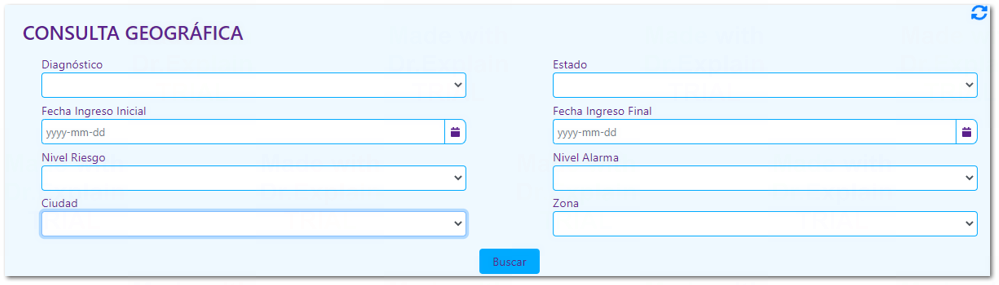 CONSULTA GEOGRÁFICA
Diagnóstico
Estado
Fecha Ingreso Inicial
Fecha Ingreso Final
yyyy-mm-dd
yyyy-mm-dd
Nivel Riesgo
Nivel Alarma
Ciudad
Zona
Buscar